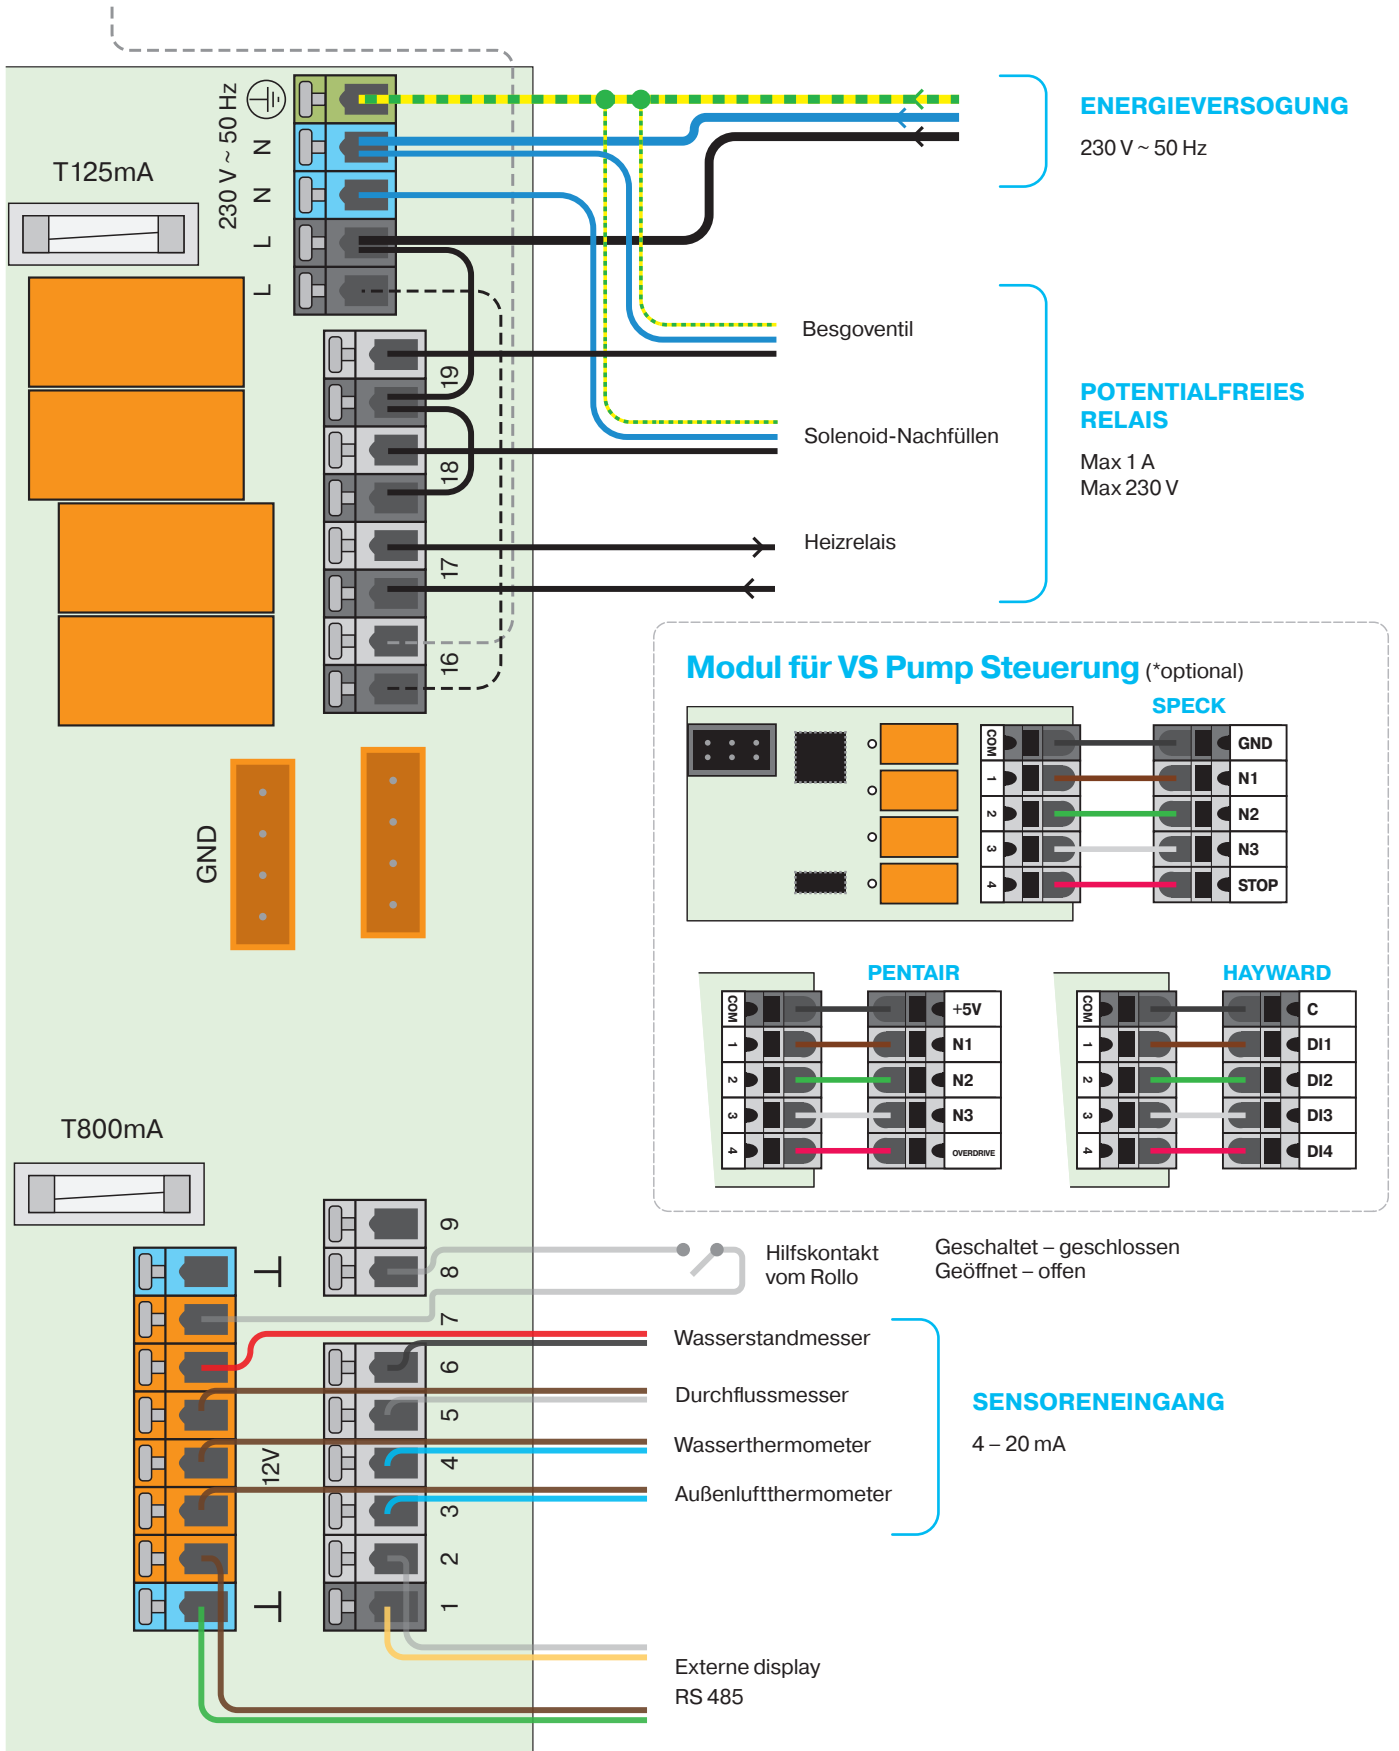 230 V ~ 50 Hz
N
N
L
L
T125mA
ENERGIEVERSOGUNG
230 V ~ 50 Hz
Besgoventil
19
POTENTIALFREIES
RELAIS
Max 1 A
Max 230 V
Solenoid-Nachfüllen
18
Heizrelais
17
16
Modul für VS Pump Steuerung (*optional)
SPECK
COM
1
2
3
4
GND
N1
N2
N3
STOP
GND
PENTAIR
COM
1
2
3
4
+5V
N1
N2
N3
OVERDRIVE
HAYWARD
COM
1
2
3
4
C
DI1
DI2
DI3
DI4
T800mA
9
8
7
6
5
4
3
2
1
12V
Hilfskontakt
vom Rollo
Geschaltet – geschlossen
Geöffnet – offen
Wasserstandmesser
Durchflussmesser
Wasserthermometer
Außenluftthermometer
SENSORENEINGANG
4 – 20 mA
Externe display
RS 485